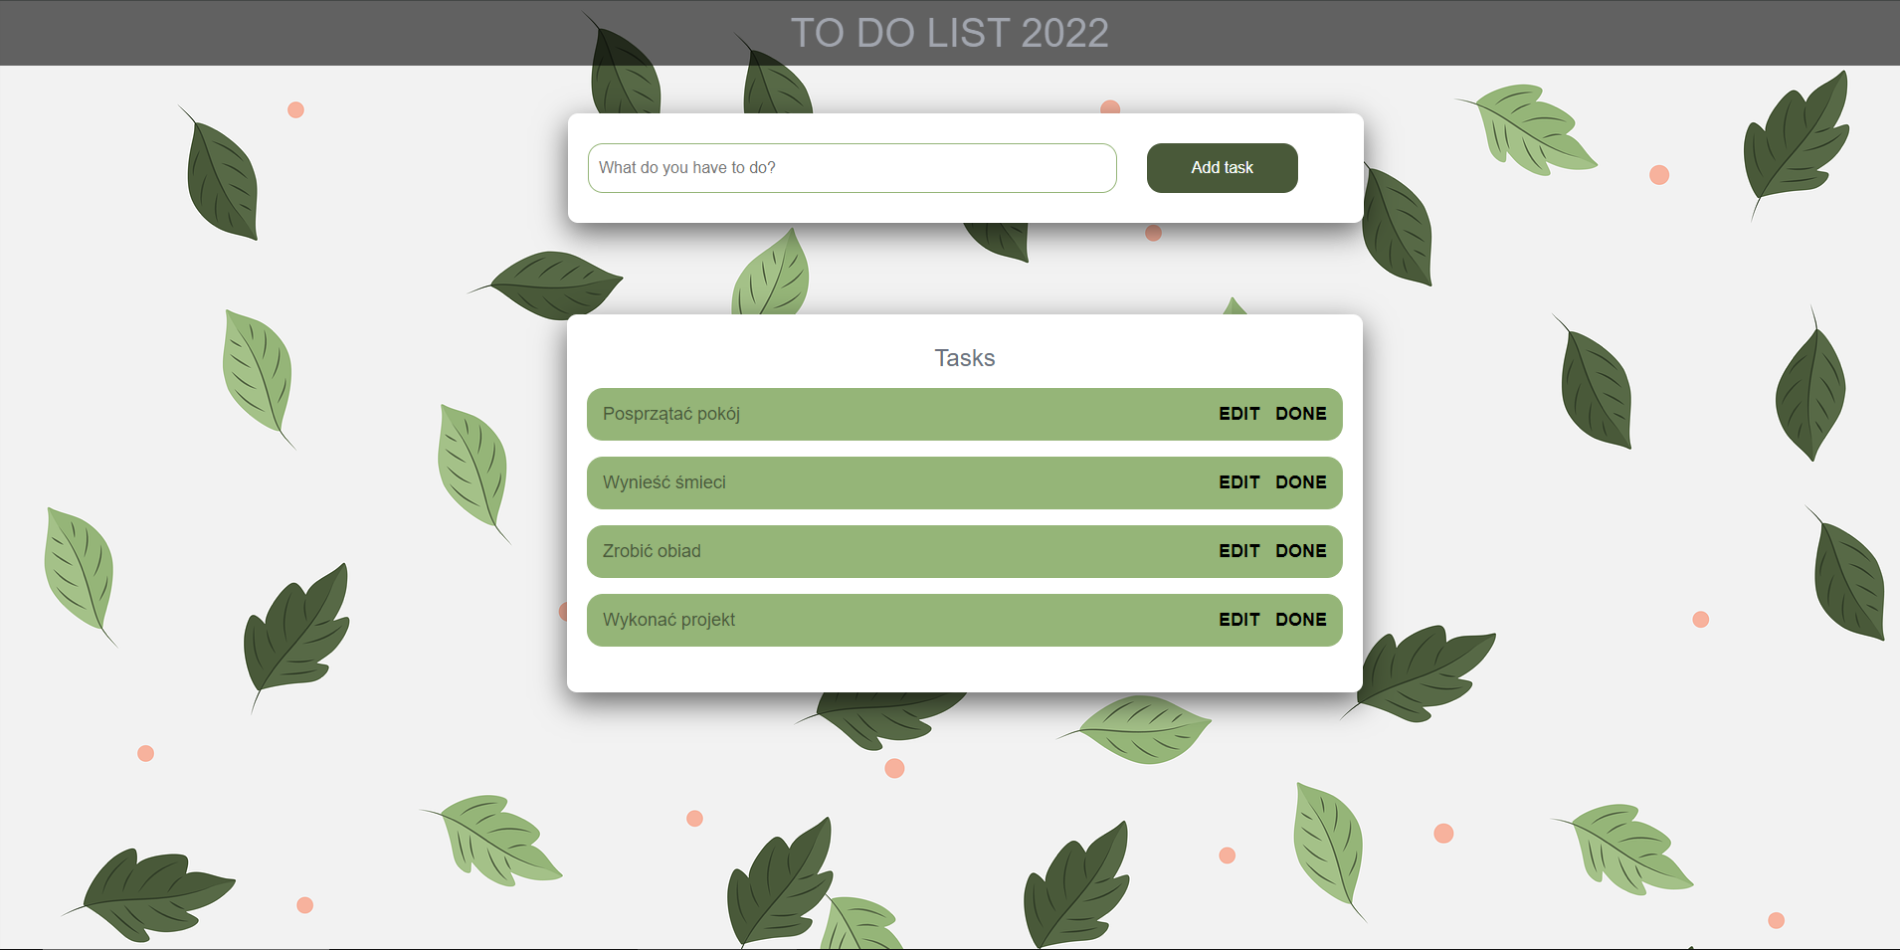 TO DO LIST 2022
What do you have to do?
Add task
Tasks
Posprzątać pokój EDIT DONE
Wynieść śmieci EDIT DONE
Zrobić obiad EDIT DONE
Wykonać projekt EDIT DONE